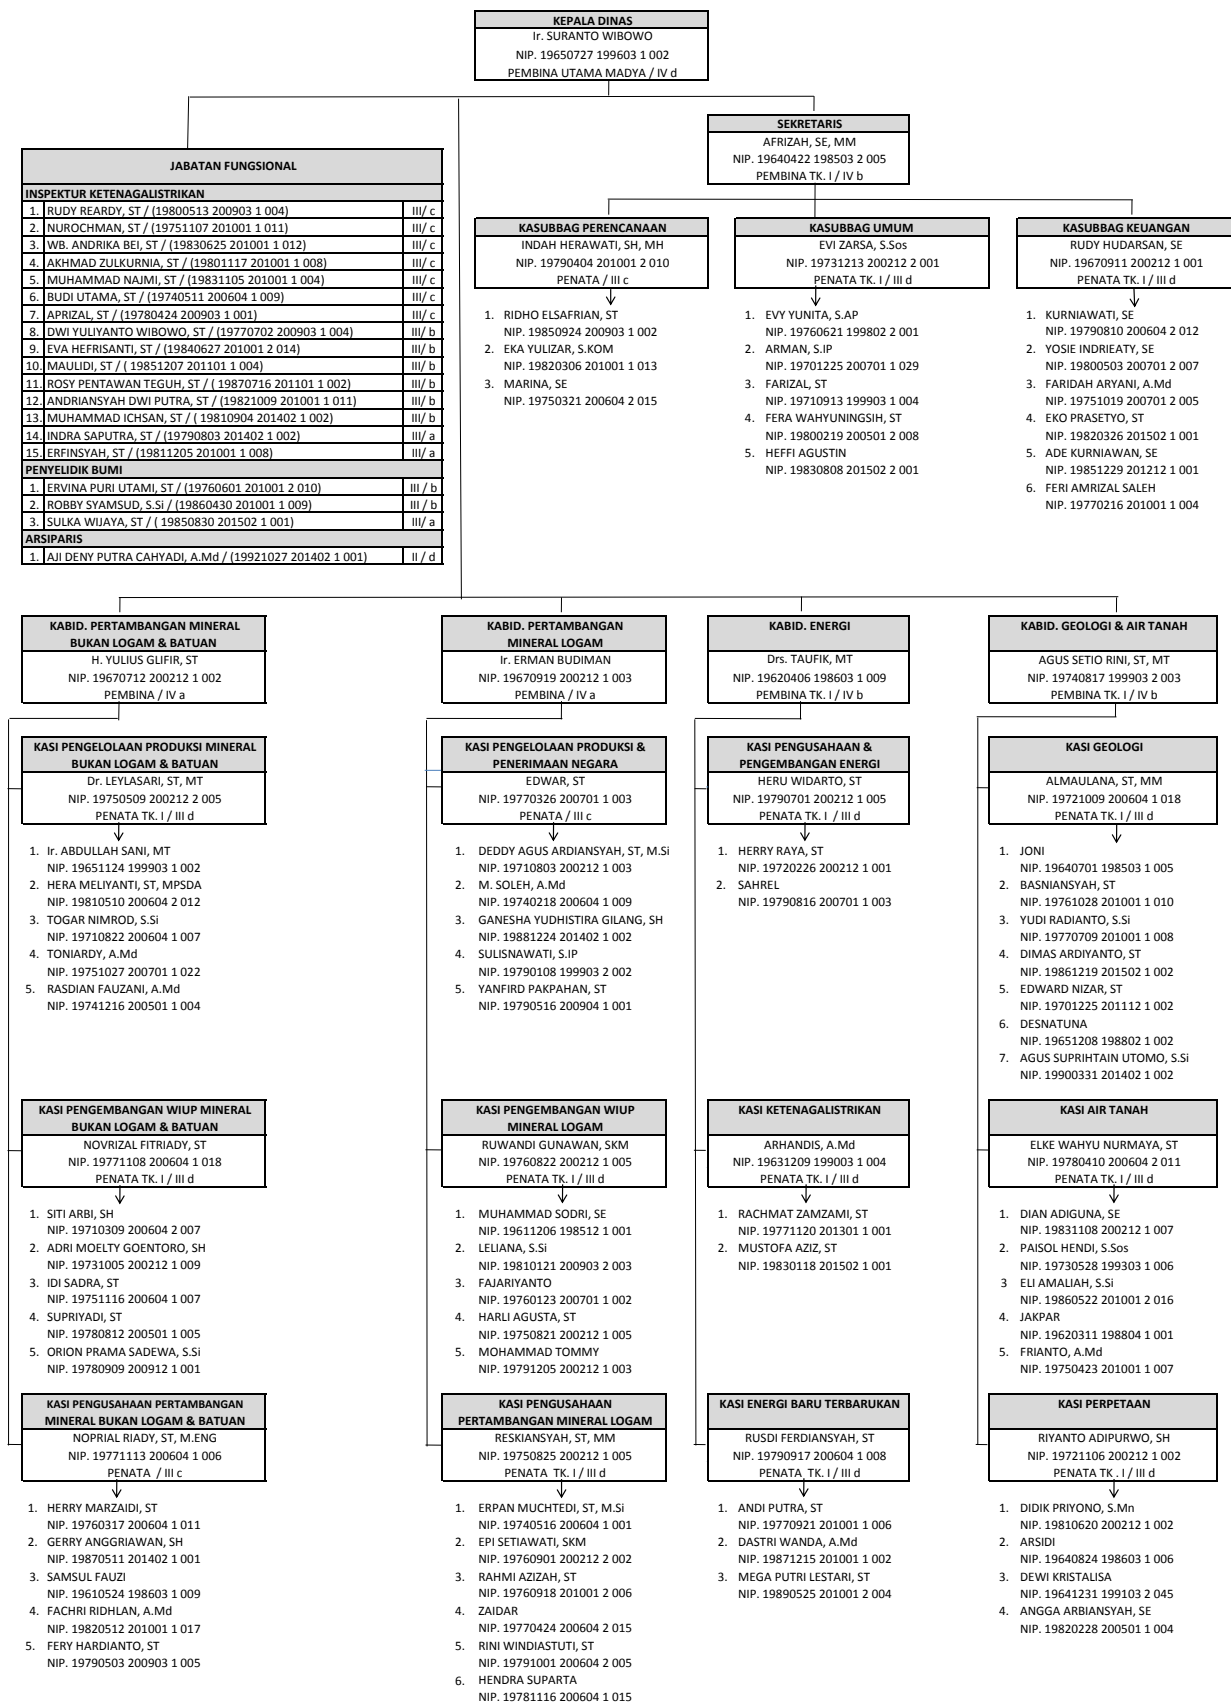 KEPALA DINAS
Ir. SURANTO WIBOWO
NIP. 19650727 199603 1 002
PEMBINA UTAMA MADYA / IV d
SEKRETARIS
AFRIZAH, SE, MM
NIP. 19640422 198503 2 005
PEMBINA TK. I / IV b
JABATAN FUNGSIONAL
INSPEKTUR KETENAGALISTRIKAN
1. RUDY REARDY, ST / (19800513 200903 1 004) III/ c
2. NUROCHMAN, ST / (19751107 201001 1 011) III/ c
3. WB. ANDRIKA BEI, ST / (19830625 201001 1 012) III/ c
4. AKHMAD ZULKURNIA, ST / (19801117 201001 1 008) III/ c
5. MUHAMMAD NAJMI, ST / (19831105 201001 1 004) III/ c
6. BUDI UTAMA, ST / (19740511 200604 1 009) III/ c
7. APRIZAL, ST / (19780424 200903 1 001) III/ c
8. DWI YULIYANTO WIBOWO, ST / (19770702 200903 1 004) III/ b
9. EVA HEFRISANTI, ST / (19840627 201001 2 014) III/ b
10. MAULIDI, ST / (19851207 201101 1 004) III/ b
11. ROSY PENTAWAN TEGUH, ST / ( 19870716 201101 1 002) III/ b
12. ANDRIANSYAH DWI PUTRA, ST / (19821009 201001 1 011) III/ b
13. MUHAMMAD ICHSAN, ST / ( 19810904 201402 1 002) III/ b
14. INDRA SAPUTRA, ST / (19790803 201402 1 002) III/ a
15. ERFINSYAH, ST / (19811205 201001 1 008) III/ a
PENYELIDIK BUMI
1. ERVINA PURI UTAMI, ST / (19760601 201001 2 010) III / b
2. ROBBY SYAMSUD, S.Si / (19860430 201001 1 009) III / b
3. SULKA WIJAYA, ST / ( 19850830 201502 1 001) III/ a
ARSIPARIS
1. AJI DENY PUTRA CAHYADI, A.Md / (19921027 201402 1 001) II / d
KASUBBAG PERENCANAAN
INDAH HERAWATI, SH, MH
NIP. 19790404 201001 2 010
PENATA / III c
1. RIDHO ELSAFRIAN, ST
NIP. 19850924 200903 1 002
2. EKA YULIZAR, S.KOM
NIP. 19820306 201001 1 013
3. MARINA, SE
NIP. 19750321 200604 2 015
KASUBBAG UMUM
EVI ZARSA, S.Sos
NIP. 19731213 200212 2 001
PENATA TK. I / III d
1. EVY YUNITA, S.AP
NIP. 19760621 199802 2 001
2. ARMAN, S.IP
NIP. 19701225 200701 1 029
3. FARIZAL, ST
NIP. 19710913 199903 1 004
4. FERA WAHYUNINGSIH, ST
NIP. 19800219 200501 2 008
5. HEFFI AGUSTIN
NIP. 19830808 201502 2 001
KASUBBAG KEUANGAN
RUDY HUDARSAN, SE
NIP. 19670911 200212 1 001
PENATA TK. I / III d
1. KURNIAWATI, SE
NIP. 19790810 200604 2 012
2. YOSIE INDRIEATY, SE
NIP. 19800503 200701 2 007
3. FARIDAH ARYANI, A.Md
NIP. 19751019 200701 2 005
4. EKO PRASETYO, ST
NIP. 19820326 201502 1 001
5. ADE KURNIAWAN, SE
NIP. 19851229 201212 1 001
6. FERI AMRIZAL SALEH
NIP. 19770216 201001 1 004
KABID. PERTAMBANGAN MINERAL
BUKAN LOGAM & BATUAN
H. YULIUS GLIFIR, ST
NIP. 19670712 200212 1 002
PEMBINA / IV a
KASI PENGELOLAAN PRODUKSI MINERAL
BUKAN LOGAM & BATUAN
Dr. LEYLASARI, ST, MT
NIP. 19750509 200212 2 005
PENATA TK. I / III d
1. Ir. ABDULLAH SANI, MT
NIP. 19651124 199903 1 002
2. HERA MELIYANTI, ST, MPSDA
NIP. 19810510 200604 2 012
3. TOGAR NIMROD, S.Si
NIP. 19710822 200604 1 007
4. TONIARDY, A.Md
NIP. 19751027 200701 1 022
5. RASDIAN FAUZANI, A.Md
NIP. 19741216 200501 1 004
KASI PENGEMBANGAN WIUP MINERAL
BUKAN LOGAM & BATUAN
NOVRIZAL FITRIADY, ST
NIP. 19771108 200604 1 018
PENATA TK. I / III d
1. SITI ARBI, SH
NIP. 19710309 200604 2 007
2. ADRI MOELTY GOENTORO, SH
NIP. 19731005 200212 1 009
3. IDI SADRA, ST
NIP. 19751116 200604 1 007
4. SUPRIYADI, ST
NIP. 19780812 200501 1 005
5. ORION PRAMA SADEWA, S.Si
NIP. 19780909 200912 1 001
KASI PENGUSAHAAN PERTAMBANGAN
MINERAL BUKAN LOGAM & BATUAN
NOPRIAL RIADY, ST, M.ENG
NIP. 19771113 200604 1 006
PENATA / III c
1. HERRY MARZAIDI, ST
NIP. 19760317 200604 1 011
2. GERRY ANGGRIAWAN, SH
NIP. 19870511 201402 1 001
3. SAMSUL FAUZI
NIP. 19610524 198603 1 009
4. FACHRI RIDHLAN, A.Md
NIP. 19820512 201001 1 017
5. FERY HARDIANTO, ST
NIP. 19790503 200903 1 005
KABID. PERTAMBANGAN
MINERAL LOGAM
Ir. ERMAN BUDIMAN
NIP. 19670919 200212 1 003
PEMBINA / IV a
KASI PENGELOLAAN PRODUKSI &
PENERIMAAN NEGARA
EDWAR, ST
NIP. 19770326 200701 1 003
PENATA / III c
1. DEDDY AGUS ARDIANSYAH, ST, M.Si
NIP. 19710803 200212 1 003
2. M. SOLEH, A.Md
NIP. 19740218 200604 1 009
3. GANESHA YUDHISTIRA GILANG, SH
NIP. 19881224 201402 1 002
4. SULISNAWATI, S.IP
NIP. 19790108 199903 2 002
5. YANFIRD PAKPAHAN, ST
NIP. 19790516 200904 1 001
KASI PENGEMBANGAN WIUP
MINERAL LOGAM
RUWANDI GUNAWAN, SKM
NIP. 19760822 200212 1 005
PENATA TK. I / III d
1. MUHAMMAD SODRI, SE
NIP. 19611206 198512 1 001
2. LELIANA, S.Si
NIP. 19810121 200903 2 003
3. FAJARIYANTO
NIP. 19760123 200701 1 002
4. HARLI AGUSTA, ST
NIP. 19750821 200212 1 005
5. MOHAMMAD TOMMY
NIP. 19791205 200212 1 003
KASI PENGUSAHAAN
PERTAMBANGAN MINERAL LOGAM
RESKIANSYAH, ST, MM
NIP. 19750825 200212 1 005
PENATA TK. I / III d
1. ERPAN MUCHTEDI, ST, M.Si
NIP. 19740516 200604 1 001
2. EPI SETIAWATI, SKM
NIP. 19760901 200212 2 002
3. RAHMI AZIZAH, ST
NIP. 19760918 201001 2 006
4. ZAIDAR
NIP. 19770424 200604 2 015
5. RINI WINDIASTUTI, ST
NIP. 19791001 200604 2 005
6. HENDRA SUPARTA
NIP. 19781116 200604 1 015
KABID. ENERGI
Drs. TAUFIK, MT
NIP. 19620406 198603 1 009
PEMBINA TK. I / IV b
KASI PENGUSAHAAN &
PENGEMBANGAN ENERGI
HERU WIDARTO, ST
NIP. 19790701 200212 1 005
PENATA TK. I / III d
1. HERRY RAYA, ST
NIP. 19720226 200212 1 001
2. SAHREL
NIP. 19790816 200701 1 003
KASI KETENAGALISTRIKAN
ARHANDIS, A.Md
NIP. 19631209 199003 1 004
PENATA TK. I / III d
1. RACHMAT ZAMZAMI, ST
NIP. 19771120 201301 1 001
2. MUSTOFA AZIZ, ST
NIP. 19830118 201502 1 001
KASI ENERGI BARU TERBARUKAN
RUSDI FERDIANSYAH, ST
NIP. 19790917 200604 1 008
PENATA TK. I / III d
1. ANDI PUTRA, ST
NIP. 19770921 201001 1 006
2. DASTRI WANDA, A.Md
NIP. 19871215 201001 1 002
3. MEGA PUTRI LESTARI, ST
NIP. 19890525 201001 2 004
KABID. GEOLOGI & AIR TANAH
AGUS SETIO RINI, ST, MT
NIP. 19740817 199903 2 003
PEMBINA TK. I / IV b
KASI GEOLOGI
ALMAULANA, ST, MM
NIP. 19721009 200604 1 018
PENATA TK. I / III d
1. JONI
NIP. 19640701 198503 1 005
2. BASNIANSYAH, ST
NIP. 19761028 201001 1 010
3. YUDI RADIANTO, S.Si
NIP. 19770709 201001 1 008
4. DIMAS ARDIYANTO, ST
NIP. 19861219 201502 1 002
5. EDWARD NIZAR, ST
NIP. 19701225 201112 1 002
6. DESNATUNA
NIP. 19651208 198802 1 002
7. AGUS SUPRIHTAIN UTOMO, S.Si
NIP. 19900331 201402 1 002
KASI AIR TANAH
ELKE WAHYU NURMAYA, ST
NIP. 19780410 200604 2 011
PENATA TK. I / III d
1. DIAN ADIGUNA, SE
NIP. 19831108 200212 1 007
2. PAISOL HENDI, S.Sos
NIP. 19730528 199303 1 006
3 ELI AMALIAH, S.Si
NIP. 19860522 201001 2 016
4. JAKPAR
NIP. 19620311 198804 1 001
5. FRIANTO, A.Md
NIP. 19750423 201001 1 007
KASI PERPETAAN
RIYANTO ADIPURWO, SH
NIP. 19721106 200212 1 002
PENATA TK . I / III d
1. DIDIK PRIYONO, S.Mn
NIP. 19810620 200212 1 002
2. ARSIDI
NIP. 19640824 198603 1 006
3. DEWI KRISTALISA
NIP. 19641231 199103 2 045
4. ANGGA ARBIANSYAH, SE
NIP. 19820228 200501 1 004